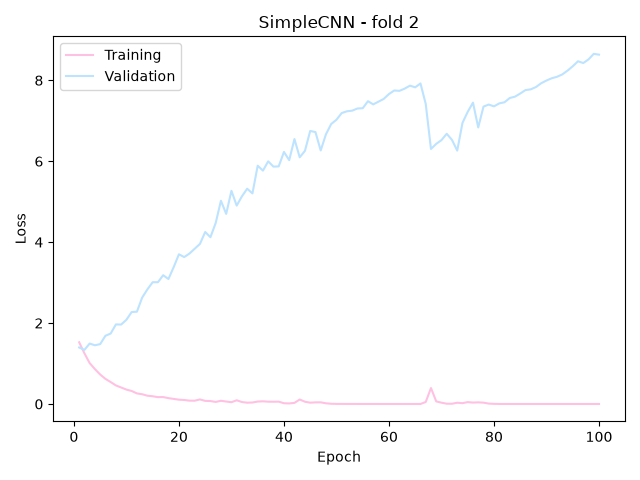 SimpleCNN - fold 2
Training
Validation
Loss
8
6
4
2
0
0 20 40 60 80 100
Epoch